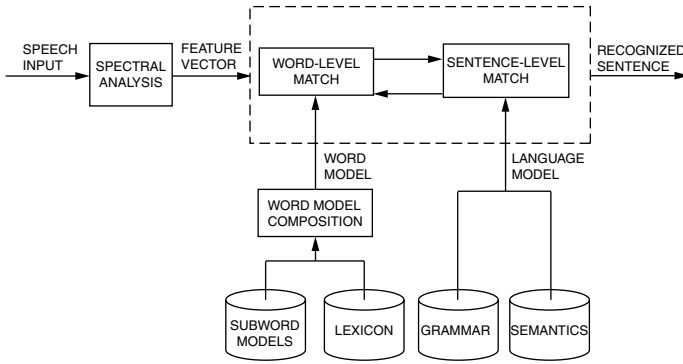 SPEECH
INPUT
SPECTRAL
ANALYSIS
FEATURE
VECTOR
WORD-LEVEL
MATCH
SENTENCE-LEVEL
MATCH
RECOGNIZED
SENTENCE
WORD
MODEL
LANGUAGE
MODEL
WORD MODEL
COMPOSITION
SUBWORD
MODELS
LEXICON
GRAMMAR
SEMANTICS